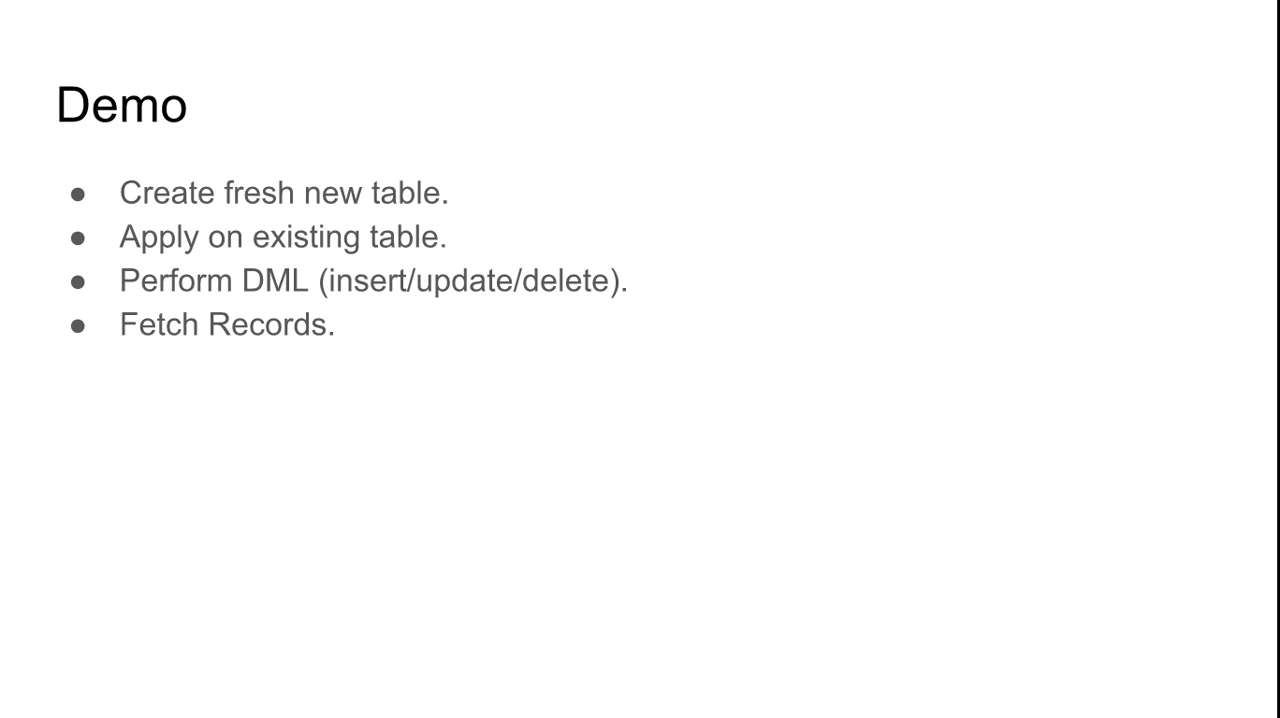 Demo
● Create fresh new table.
● Apply on existing table.
● Perform DML (insert/update/delete).
● Fetch Records.